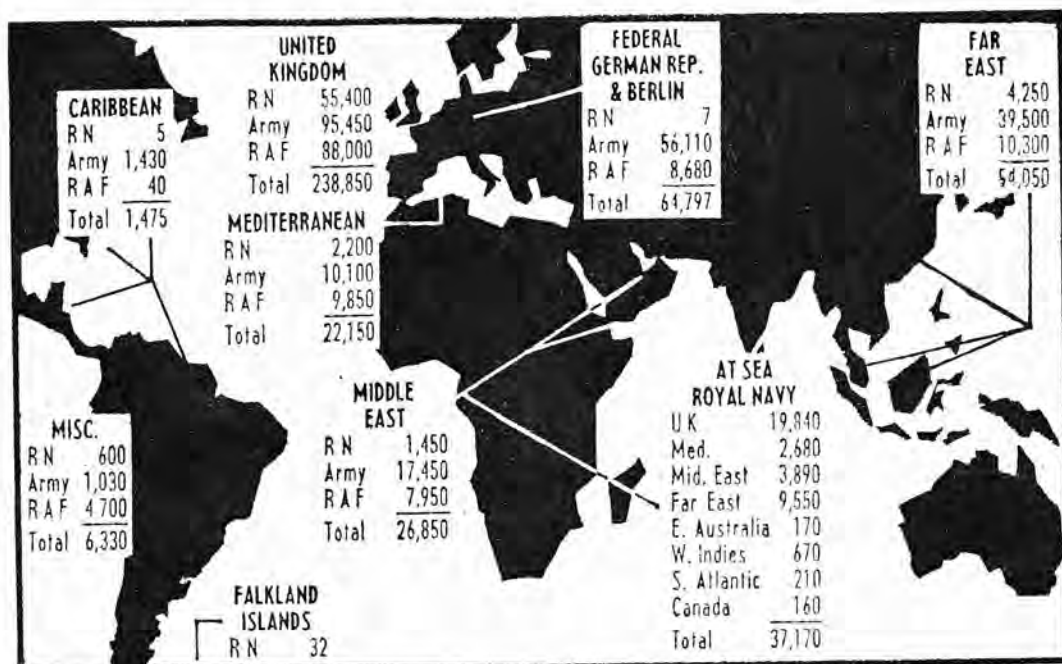 CARIBBEAN
R N 5
Army 1,430
R A F 40
Total 1,475
UNITED
KINGDOM
R N 55,400
Army 95,450
R A F 88,000
Total 238,850
MEDITERRANEAN
R N 2,200
Army 10,100
R A F 9,850
Total 22,150
FEDERAL
GERMAN REP.
& BERLIN
R N 7
Army 56,110
R A F 8,680
Total 64,797
FAR
EAST
R N 4,250
Army 39,500
R A F 10,300
Total 54,050
MISC.
R N 600
Army 1,030
R A F 4 700
Total 6,330
MIDDLE
EAST
R N 1,450
Army 17,450
R A F 7,950
Total 26,850
AT SEA
ROYAL NAVY
U K 19,840
Med. 2,680
Mid. East 3,890
Far East 9,550
E. Australia 170
W. Indies 670
S. Atlantic 210
Canada 160
Total 37,170
FALKLAND
ISLANDS
R N 32